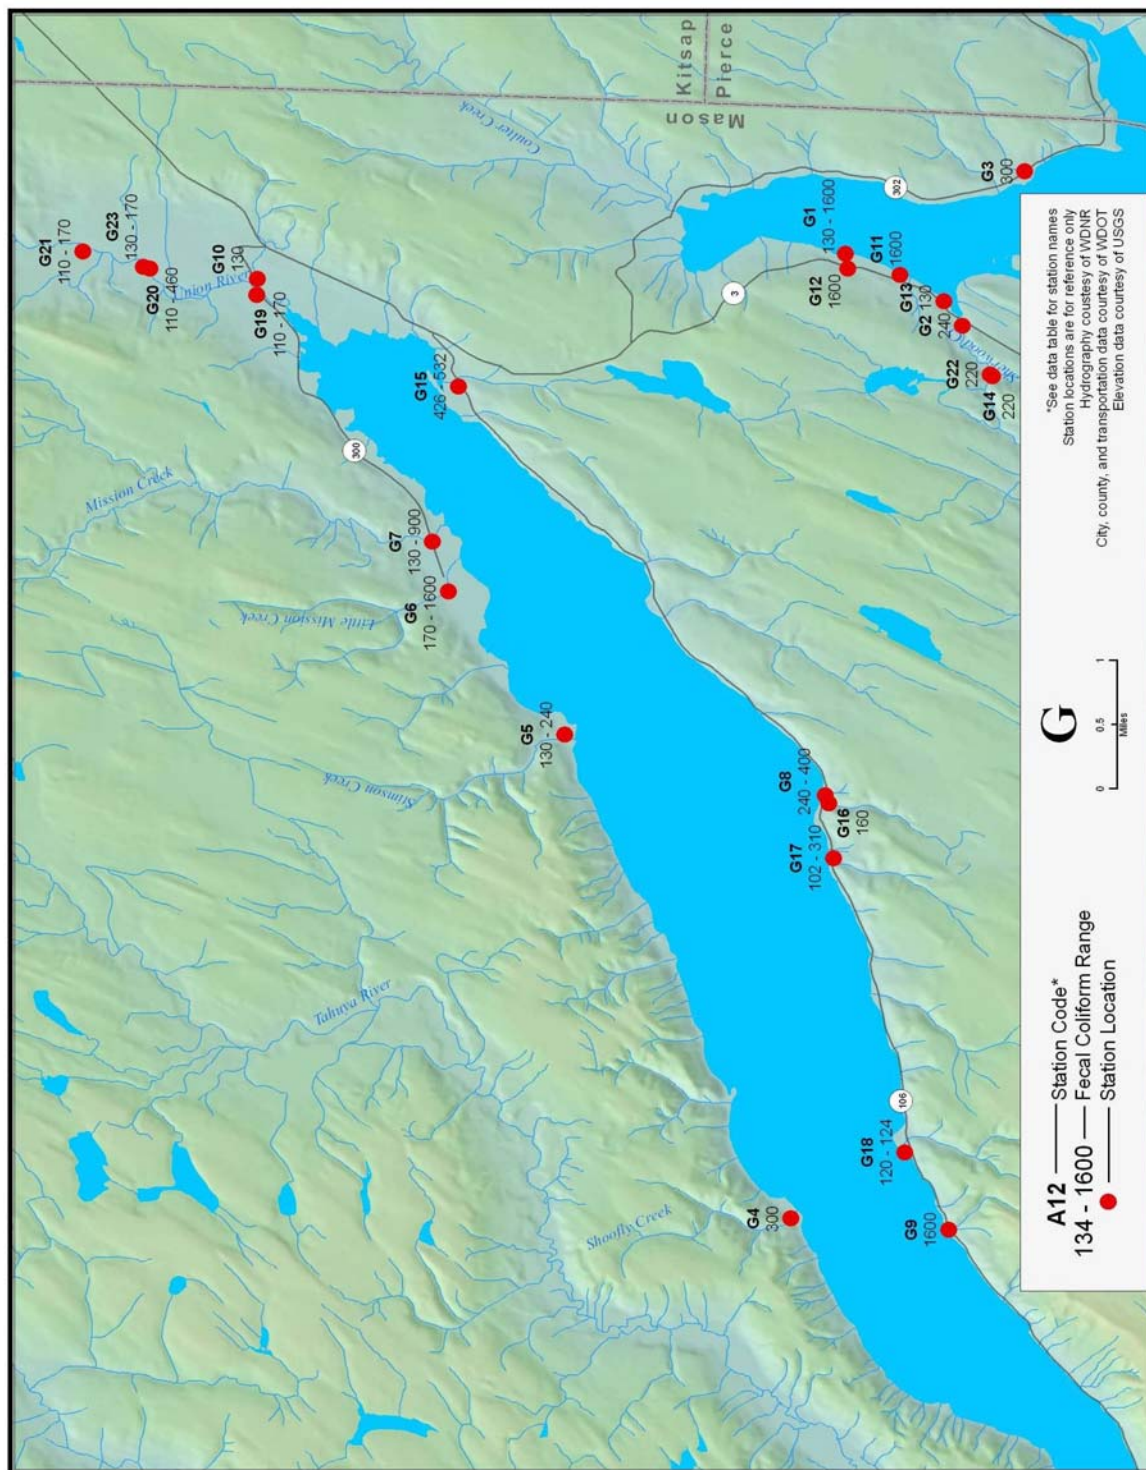 G21
110 - 170
G23
130 - 170
G20
110 - 460
Union River
G10
130
G19
110 - 170
Coulter Creek
Kitsap
Pierce
Mason
302
G3
300
G1
130 - 1600
G12
1600
G11
1600
G13
130
G2
240
G22
220
G14
220
Sherwood
3
G15
426 - 532
300
Mission Creek
G7
130 - 900
G6
170 - 1600
Little Mission Creek
G5
130 - 240
Stimson Creek
G8
240 - 400
G16
160
G17
102 - 310
Tahuya River
106
G18
120 - 124
G4
300
Shoofly Creek
G9
1600
A12 Station Code*
134 - 1600 Fecal Coliform Range
Station Location
G
0 0.5 1
Miles
*See data table for station names
Station locations are for reference only
Hydrography coustesy of WDNR
City, county, and transportation data courtesy of WDOT
Elevation data courtesy of USGS